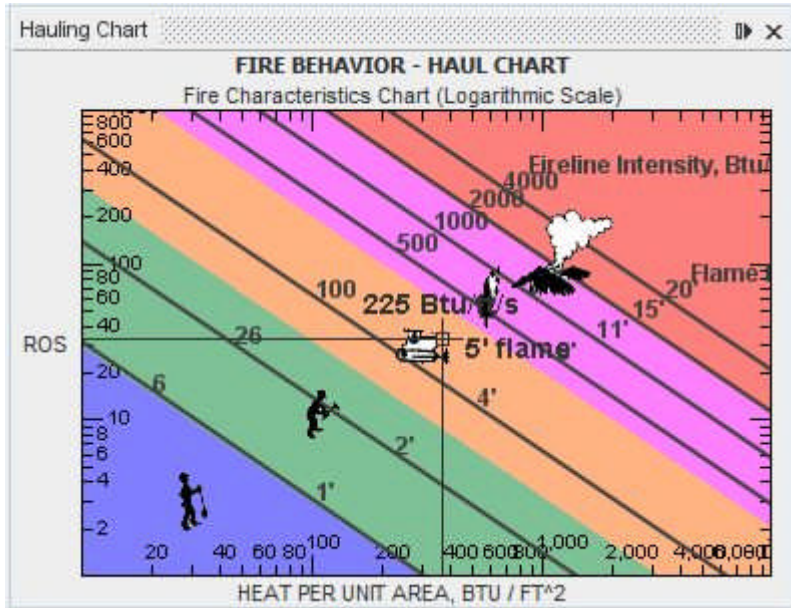 Hauling Chart
FIRE BEHAVIOR - HAUL CHART
Fire Characteristics Chart (Logarithmic Scale)
800
600
400
200
100
80
60
40
20
10
8
6
4
2
ROS
Fireline Intensity, Btu/
4000
2000
1000
500
100
26
6
Flame
20'
15'
11'
225 Btu/
/s
5' flame
4'
2'
1'
20 40 60 80 100 200 400 600 800 1,000 2,000 4,000 6,000
HEAT PER UNIT AREA, BTU / FT^2